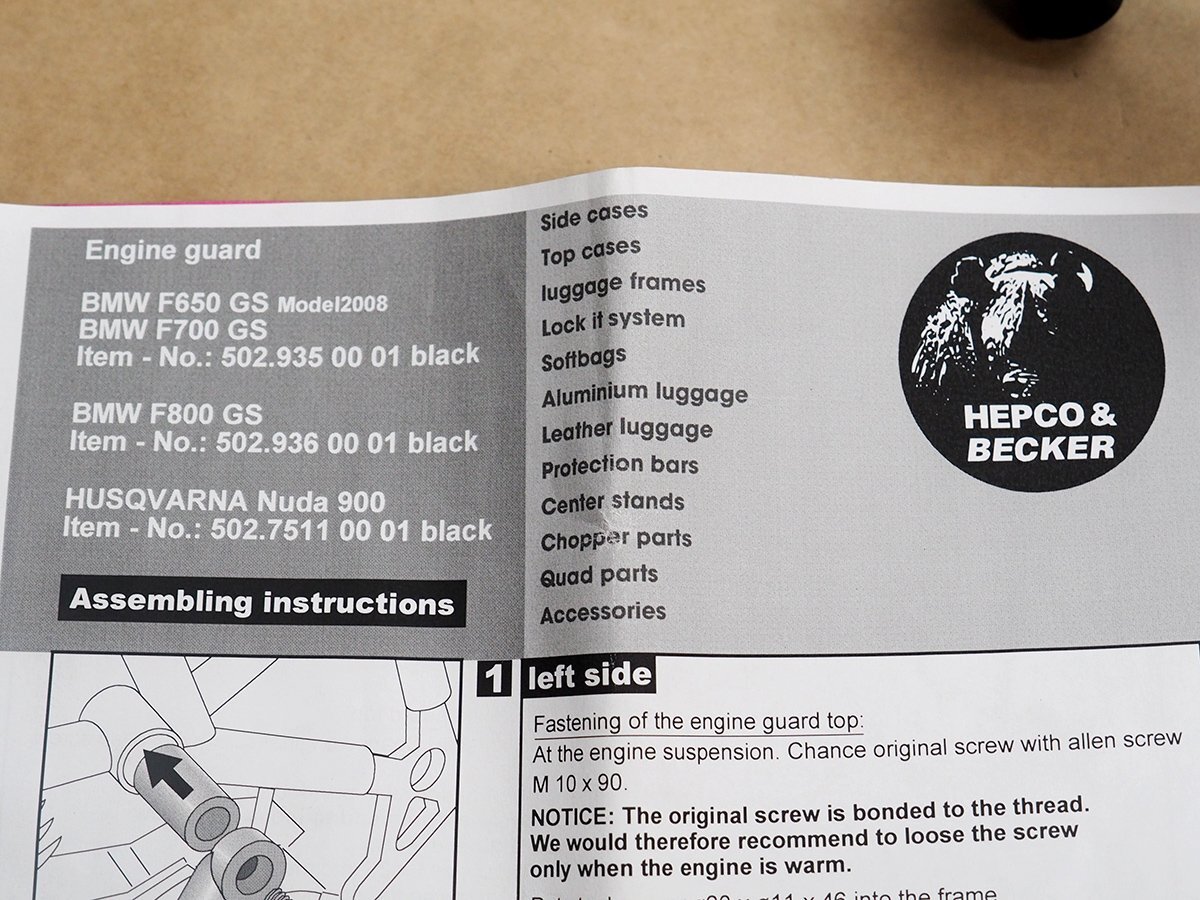 Engine guard
BMW F650 GS Model2008
BMW F700 GS
Item - No.: 502.935 00 01 black
BMW F800 GS
Item - No.: 502.936 00 01 black
HUSQVARNA Nuda 900
Item - No.: 502.7511 00 01 black
Assembling instructions
Side cases
Top cases
luggage frames
Lock it system
Softbags
Aluminium luggage
Leather luggage
Protection bars
Center stands
Chopper parts
Quad parts
Accessories
HEPCO &
BECKER
1 left side
Fastening of the engine guard top:
At the engine suspension. Chance original screw with allen screw
M 10 x 90.
NOTICE: The original screw is bonded to the thread.
We would therefore recommend to loose the screw
only when the engine is warm.
into the frame